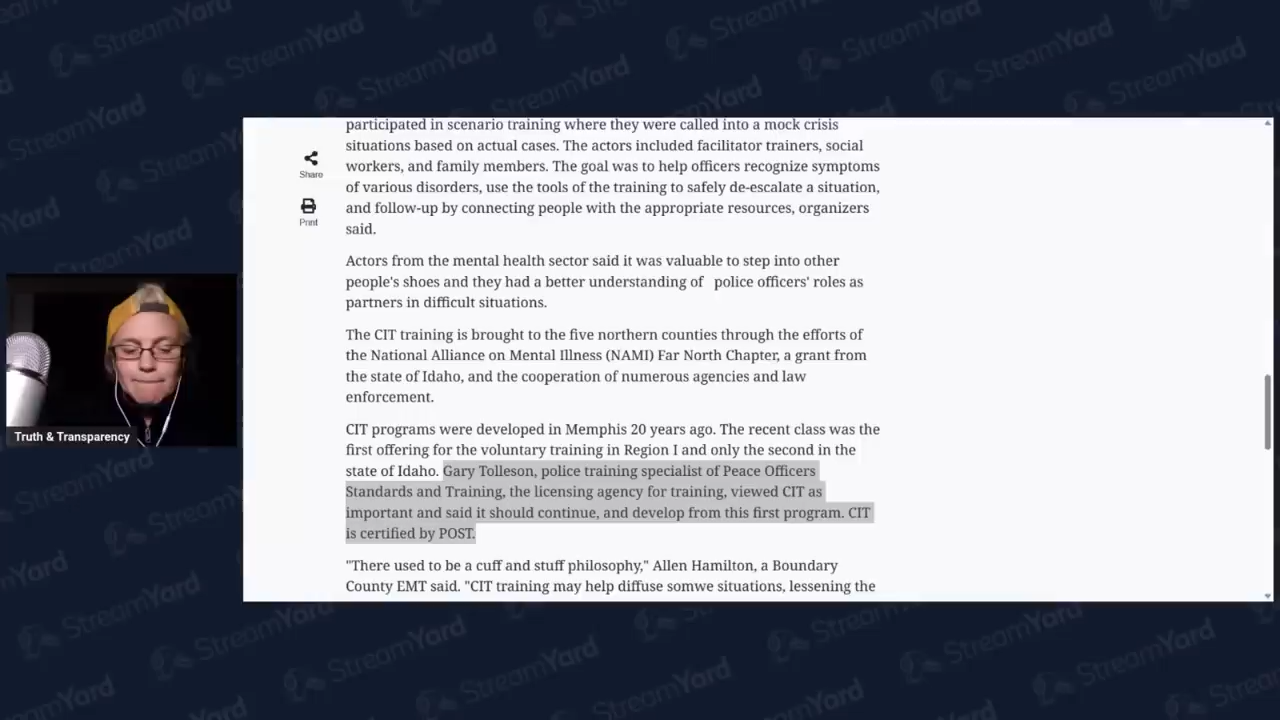 StreamYard
participated in scenario training where they were called into a mock crisis
situations based on actual cases. The actors included facilitator trainers, social
workers, and family members. The goal was to help officers recognize symptoms
of various disorders, use the tools of the training to safely de-escalate a situation,
and follow-up by connecting people with the appropriate resources, organizers
said.
Share
Print
Actors from the mental health sector said it was valuable to step into other
people's shoes and they had a better understanding of police officers' roles as
partners in difficult situations.
The CIT training is brought to the five northern counties through the efforts of
the National Alliance on Mental Illness (NAMI) Far North Chapter, a grant from
the state of Idaho, and the cooperation of numerous agencies and law
enforcement.
CIT programs were developed in Memphis 20 years ago. The recent class was the
first offering for the voluntary training in Region I and only the second in the
state of Idaho. Gary Tolleson, police training specialist of Peace Officers
Standards and Training, the licensing agency for training, viewed CIT as
important and said it should continue, and develop from this first program. CIT
is certified by POST.
"There used to be a cuff and stuff philosophy," Allen Hamilton, a Boundary
County EMT said. "CIT training may help diffuse somwe situations, lessening the
Truth & Transparency